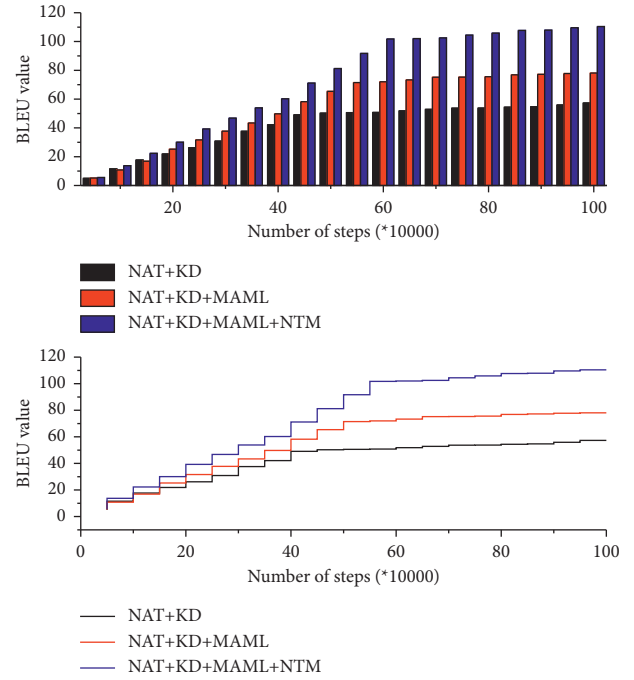 120
100
80
60
40
20
0
BLEU value
20 40 60 80 100
Number of steps (*10000)
NAT+KD
NAT+KD+MAML
NAT+KD+MAML+NTM
120
100
80
60
40
20
0
BLEU value
0 20 40 60 80 100
Number of steps (*10000)
NAT+KD
NAT+KD+MAML
NAT+KD+MAML+NTM